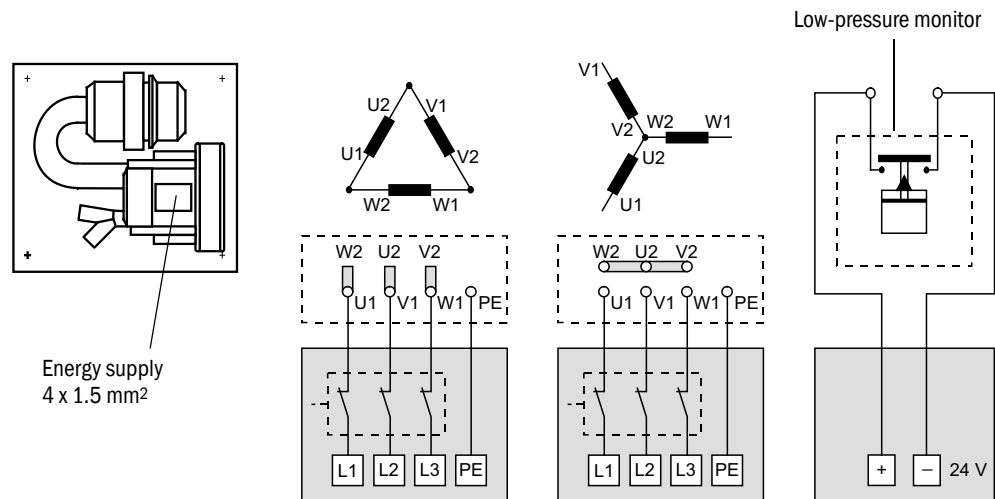 Low-pressure monitor
Energy supply
4 x 1.5 mm²
U2 V1
U1 V2
W2 W1
V1
V2 W2 W1
U2
U1
W2 U2 V2
U1 V1 W1 PE
L1 L2 L3 PE
W2 U2 V2
U1 V1 W1 PE
L1 L2 L3 PE
+ – 24 V